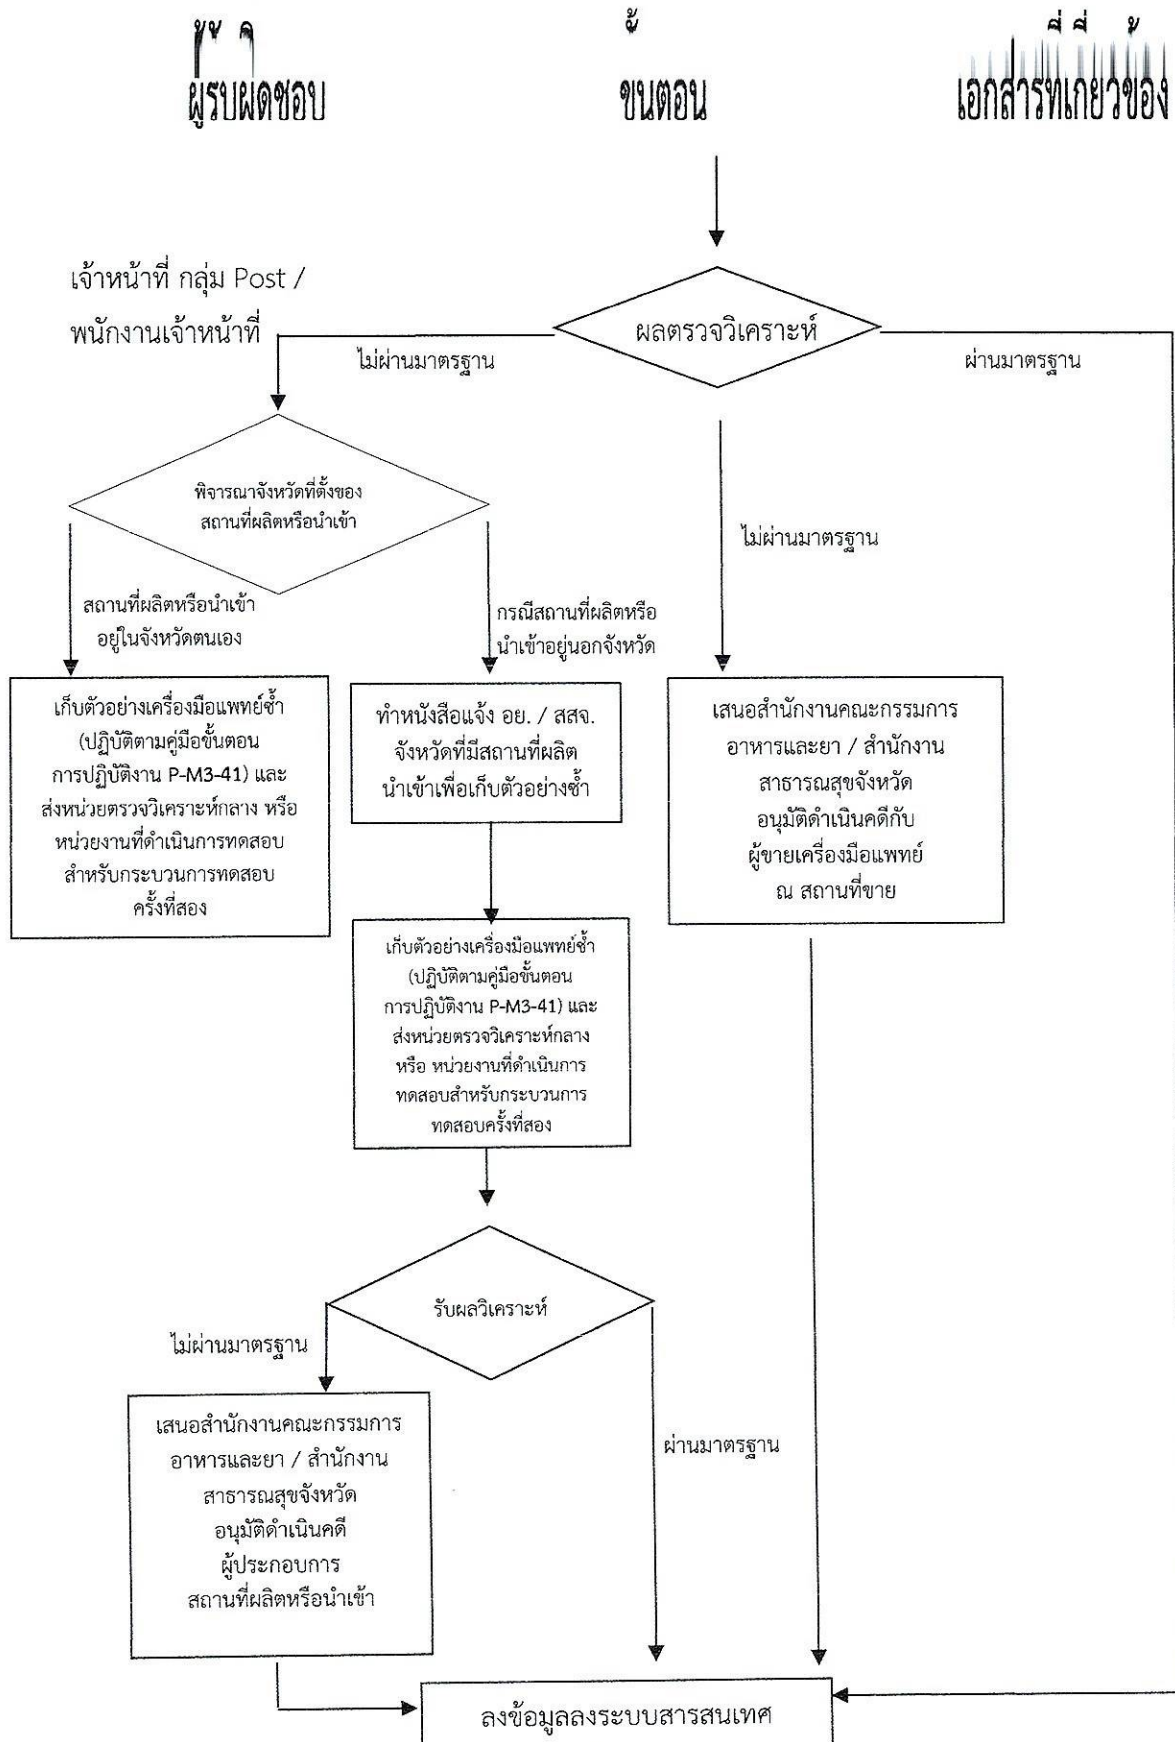 ผู้รับผิดชอบ
ขั้นตอน
เอกสารที่เกี่ยวข้อง
เจ้าหน้าที่ กลุ่ม Post /
พนักงานเจ้าหน้าที่
ผลตรวจวิเคราะห์
ไม่ผ่านมาตรฐาน
ผ่านมาตรฐาน
พิจารณาจังหวัดที่ตั้งของ
สถานที่ผลิตหรือนำเข้า
ไม่ผ่านมาตรฐาน
สถานที่ผลิตหรือนำเข้า
อยู่ในจังหวัดตนเอง
กรณีสถานที่ผลิตหรือ
นำเข้าอยู่นอกจังหวัด
เก็บตัวอย่างเครื่องมือแพทย์ซ้ำ
(ปฏิบัติตามคู่มือขั้นตอน
การปฏิบัติงาน P-M3-41) และ
ส่งหน่วยตรวจวิเคราะห์กลาง หรือ
หน่วยงานที่ดำเนินการทดสอบ
สำหรับกระบวนการทดสอบ
ครั้งที่สอง
ทำหนังสือแจ้ง อย. / สสจ.
จังหวัดที่มีสถานที่ผลิต
นำเข้าเพื่อเก็บตัวอย่างซ้ำ
เสนอสำนักงานคณะกรรมการ
อาหารและยา / สำนักงาน
สาธารณสุขจังหวัด
อนุมัติดำเนินคดีกับ
ผู้ขายเครื่องมือแพทย์
ณ สถานที่ขาย
เก็บตัวอย่างเครื่องมือแพทย์ซ้ำ
(ปฏิบัติตามคู่มือขั้นตอน
การปฏิบัติงาน P-M3-41) และ
ส่งหน่วยตรวจวิเคราะห์กลาง
หรือ หน่วยงานที่ดำเนินการ
ทดสอบสำหรับกระบวนการ
ทดสอบครั้งที่สอง
รับผลวิเคราะห์
ไม่ผ่านมาตรฐาน
ผ่านมาตรฐาน
เสนอสำนักงานคณะกรรมการ
อาหารและยา / สำนักงาน
สาธารณสุขจังหวัด
อนุมัติดำเนินคดี
ผู้ประกอบการ
สถานที่ผลิตหรือนำเข้า
ลงข้อมูลลงระบบสารสนเทศ